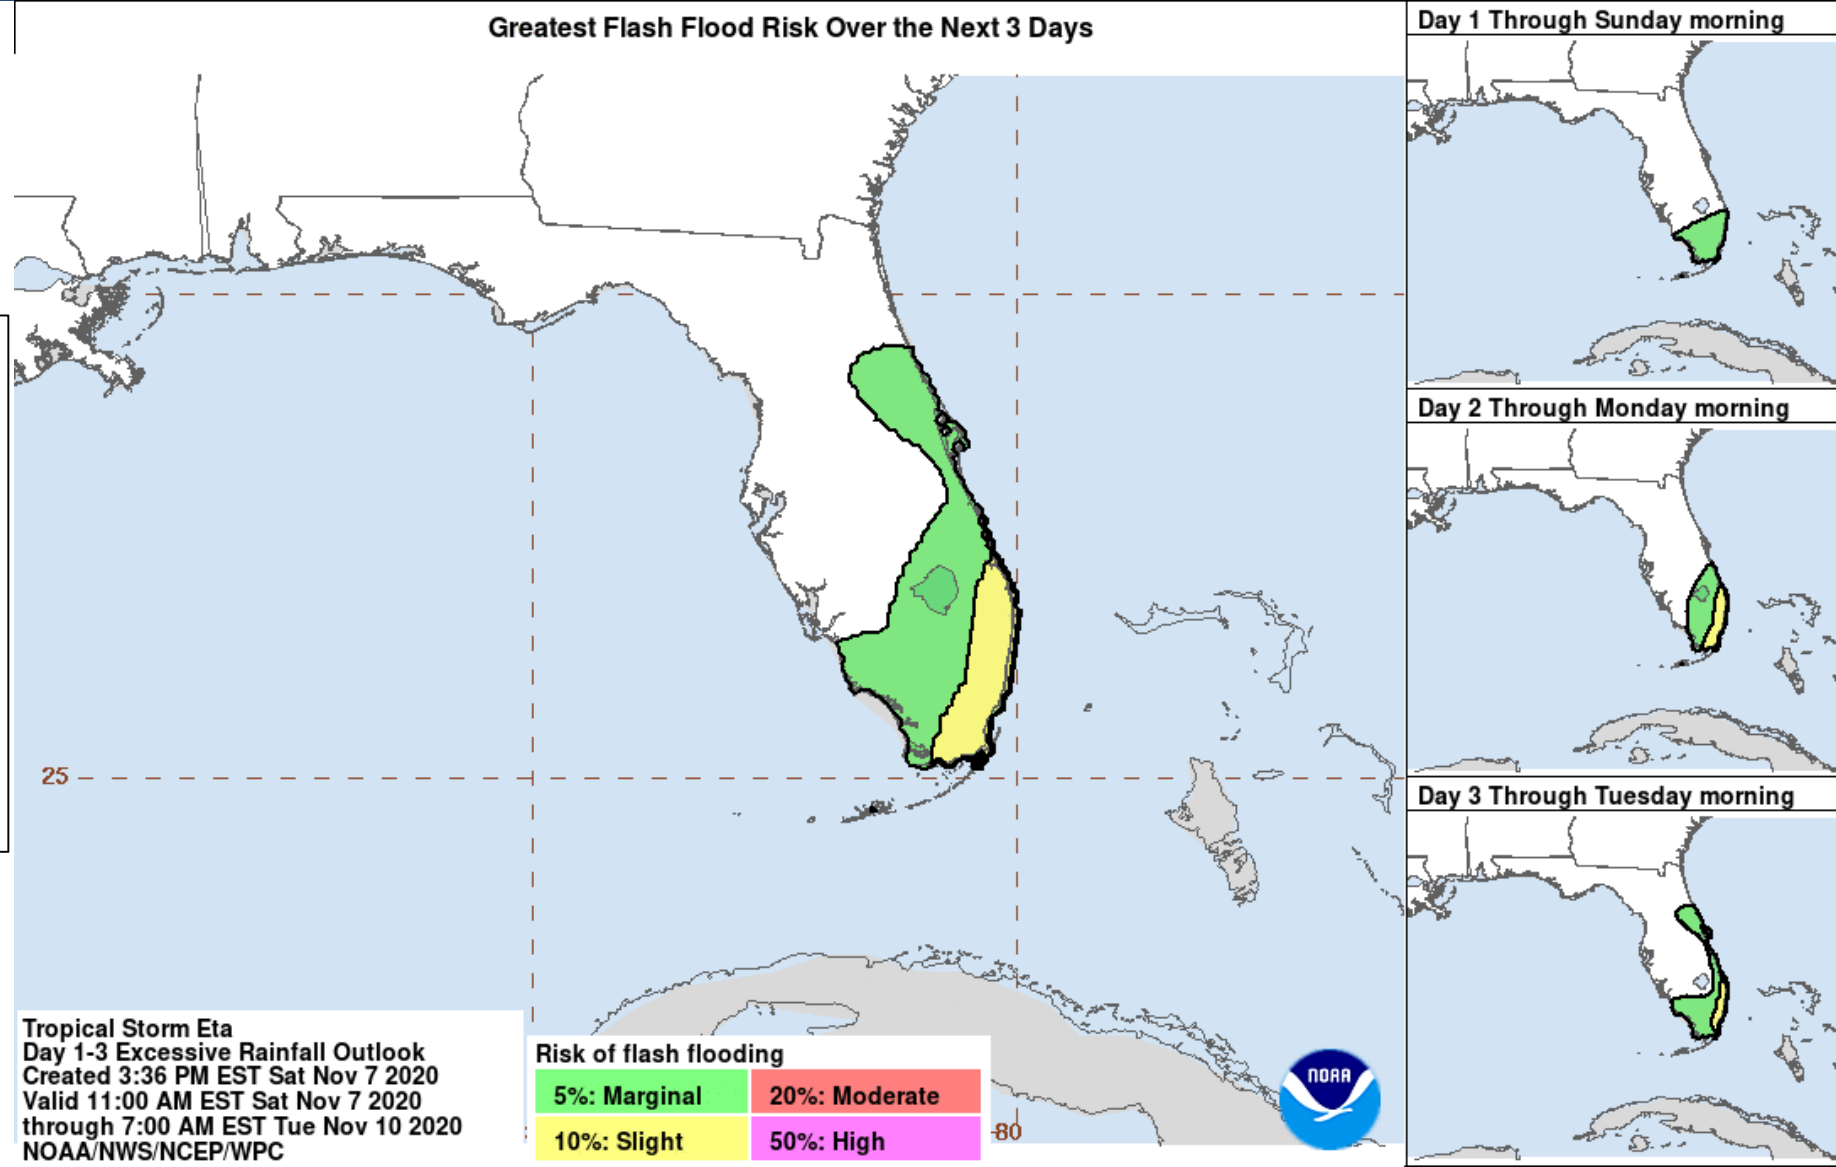 Greatest Flash Flood Risk Over the Next 3 Days
25
80
Tropical Storm Eta
Day 1-3 Excessive Rainfall Outlook
Created 3:36 PM EST Sat Nov 7 2020
Valid 11:00 AM EST Sat Nov 7 2020
through 7:00 AM EST Tue Nov 10 2020
NOAA/NWS/NCEP/WPC
Risk of flash flooding
5%: Marginal
20%: Moderate
10%: Slight
50%: High
NOAA
Day 1 Through Sunday morning
Day 2 Through Monday morning
Day 3 Through Tuesday morning